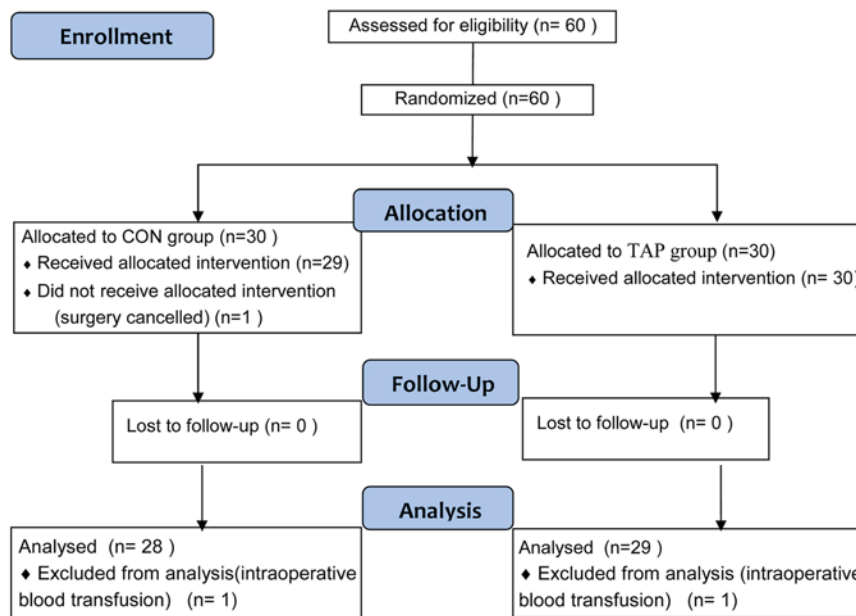 Enrollment
Assessed for eligibility (n= 60 )
Randomized (n=60 )
Allocation
Allocated to CON group (n=30 )
♦ Received allocated intervention (n=29)
♦ Did not receive allocated intervention
(surgery cancelled) (n=1 )
Allocated to TAP group (n=30)
♦ Received allocated intervention (n= 30)
Follow-Up
Lost to follow-up (n= 0 )
Lost to follow-up (n= 0 )
Analysis
Analysed (n= 28 )
♦ Excluded from analysis(intraoperative
blood transfusion) (n= 1)
Analysed (n=29 )
♦ Excluded from analysis (intraoperative
blood transfusion) (n= 1)